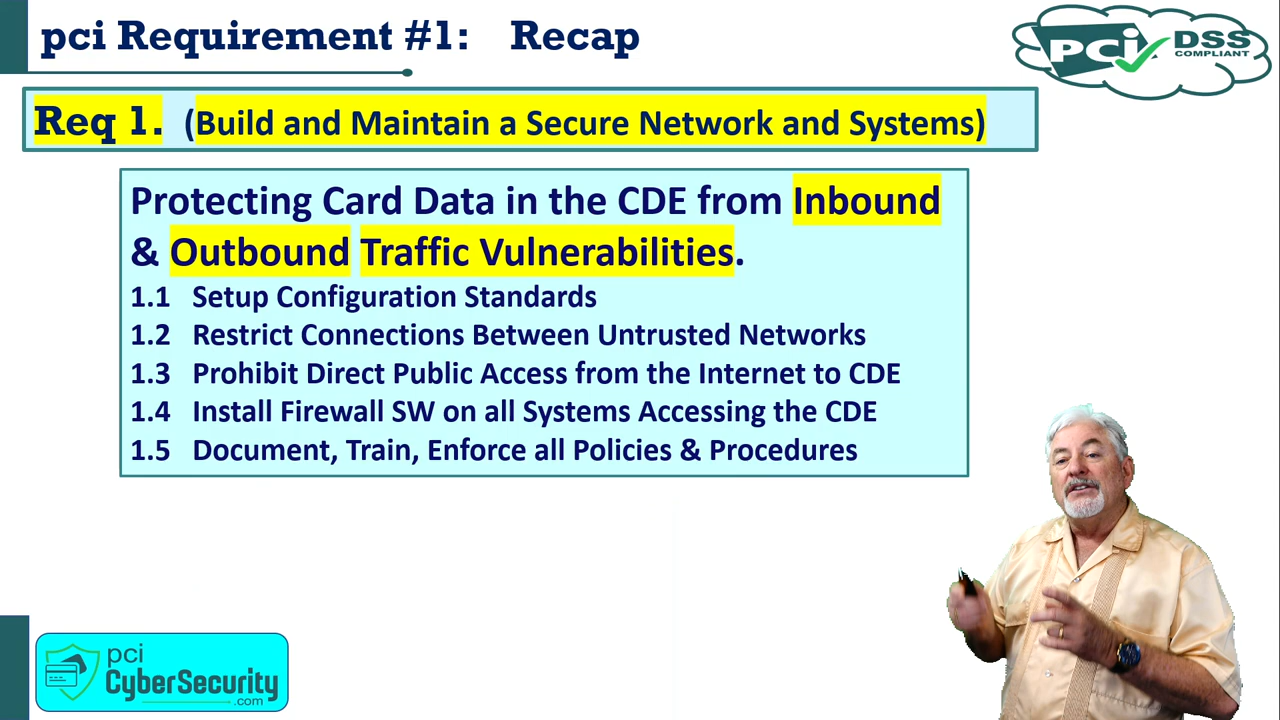 pci Requirement #1: Recap
PCi DSS
COMPLIANT
Req 1. (Build and Maintain a Secure Network and Systems)
Protecting Card Data in the CDE from Inbound
& Outbound Traffic Vulnerabilities.
1.1 Setup Configuration Standards
1.2 Restrict Connections Between Untrusted Networks
1.3 Prohibit Direct Public Access from the Internet to CDE
1.4 Install Firewall SW on all Systems Accessing the CDE
1.5 Document, Train, Enforce all Policies & Procedures
pci
CyberSecurity
.com